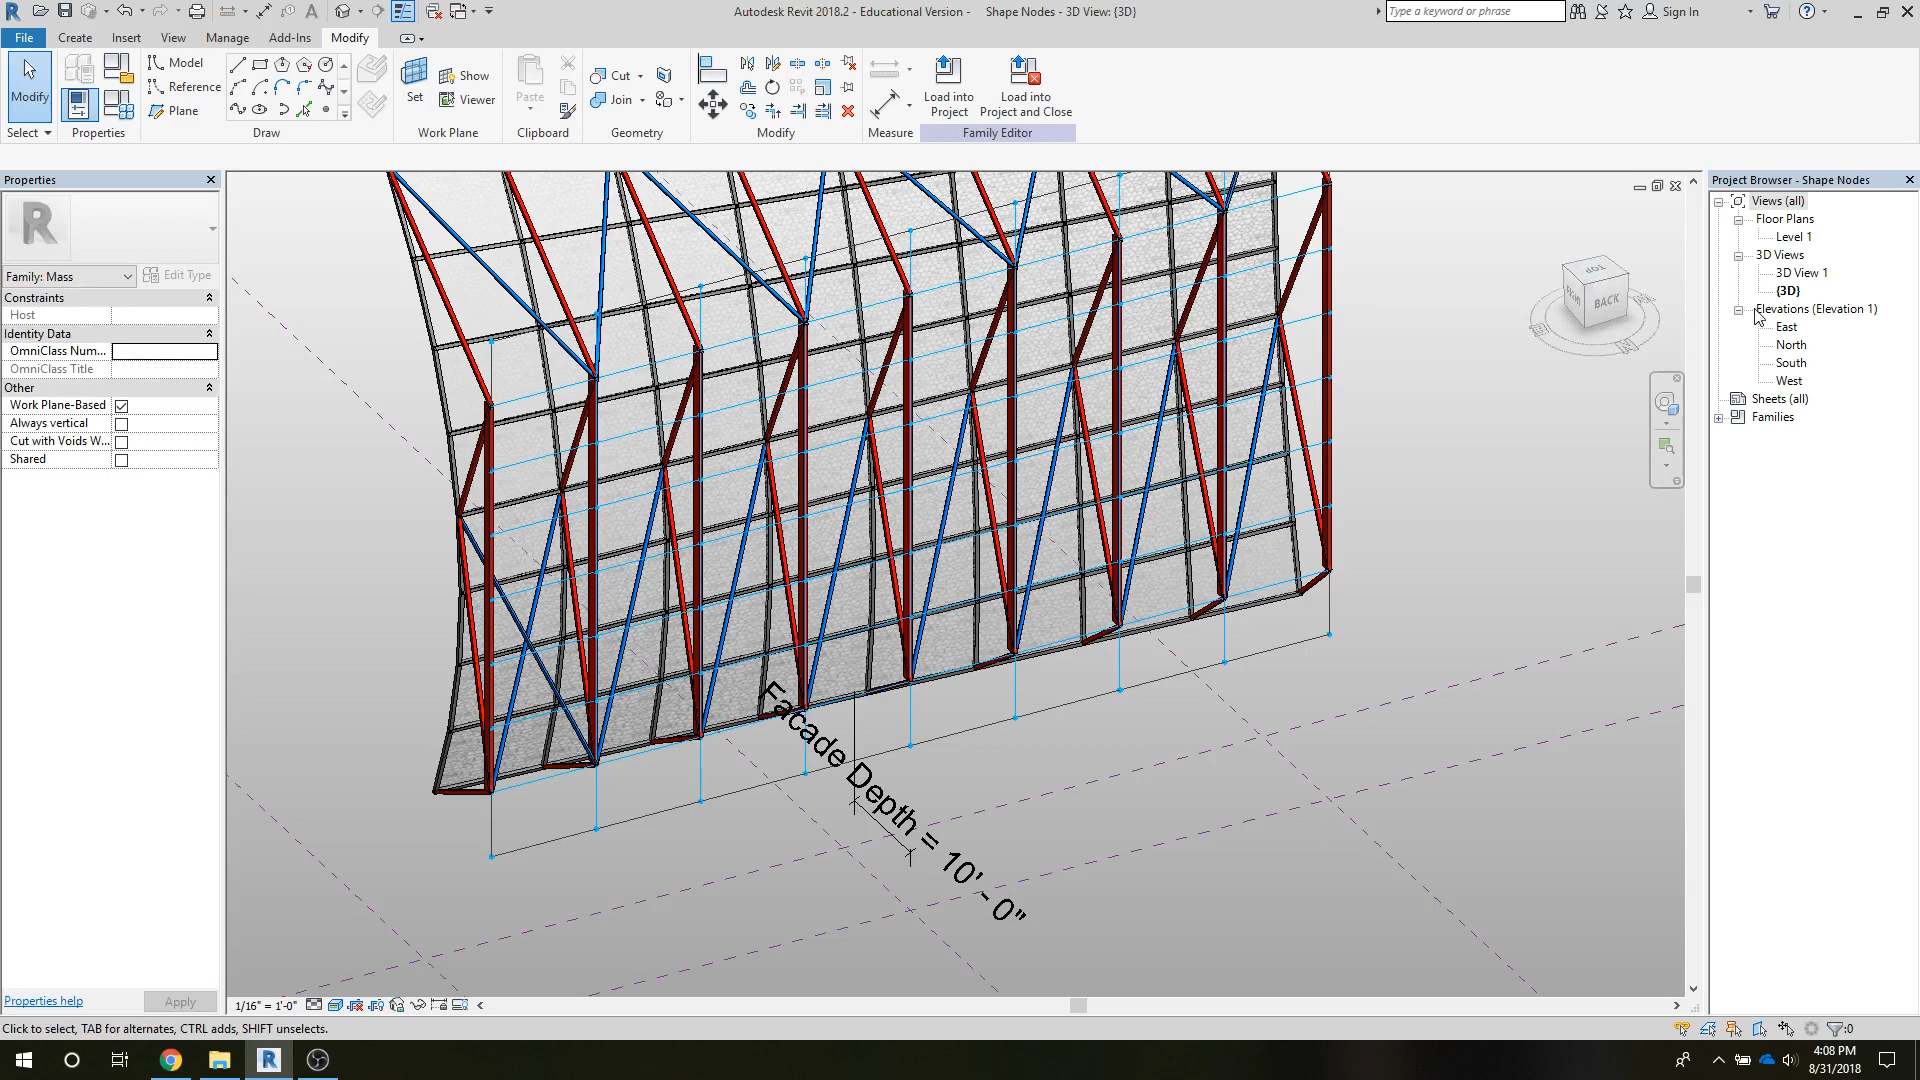 Autodesk Revit 2018.2 - Educational Version -    Shape Nodes - 3D View: {3D}
Type a keyword or phrase
Sign In
File Create Insert View Manage Add-Ins Modify
Modify
Model
Reference
Plane
Set
Show
Viewer
Paste
Cut
Join
Load into
Project
Load into
Project and Close
Select Properties Draw Work Plane Clipboard Geometry Modify Measure Family Editor
Properties
R
Family: Mass Edit Type
Constraints
Host
Identity Data
OmniClass Num...
OmniClass Title
Other
Work Plane-Based
Always vertical
Cut with Voids W...
Shared
Properties help Apply
Facade Depth = 10' - 0"
TOP
BACK
Project Browser - Shape Nodes
Views (all)
Floor Plans
Level 1
3D Views
3D View 1
{3D}
Elevations (Elevation 1)
East
North
South
West
Sheets (all)
Families
1/16" = 1'-0"
Click to select, TAB for alternates, CTRL adds, SHIFT unselects.
:0
4:08 PM
8/31/2018